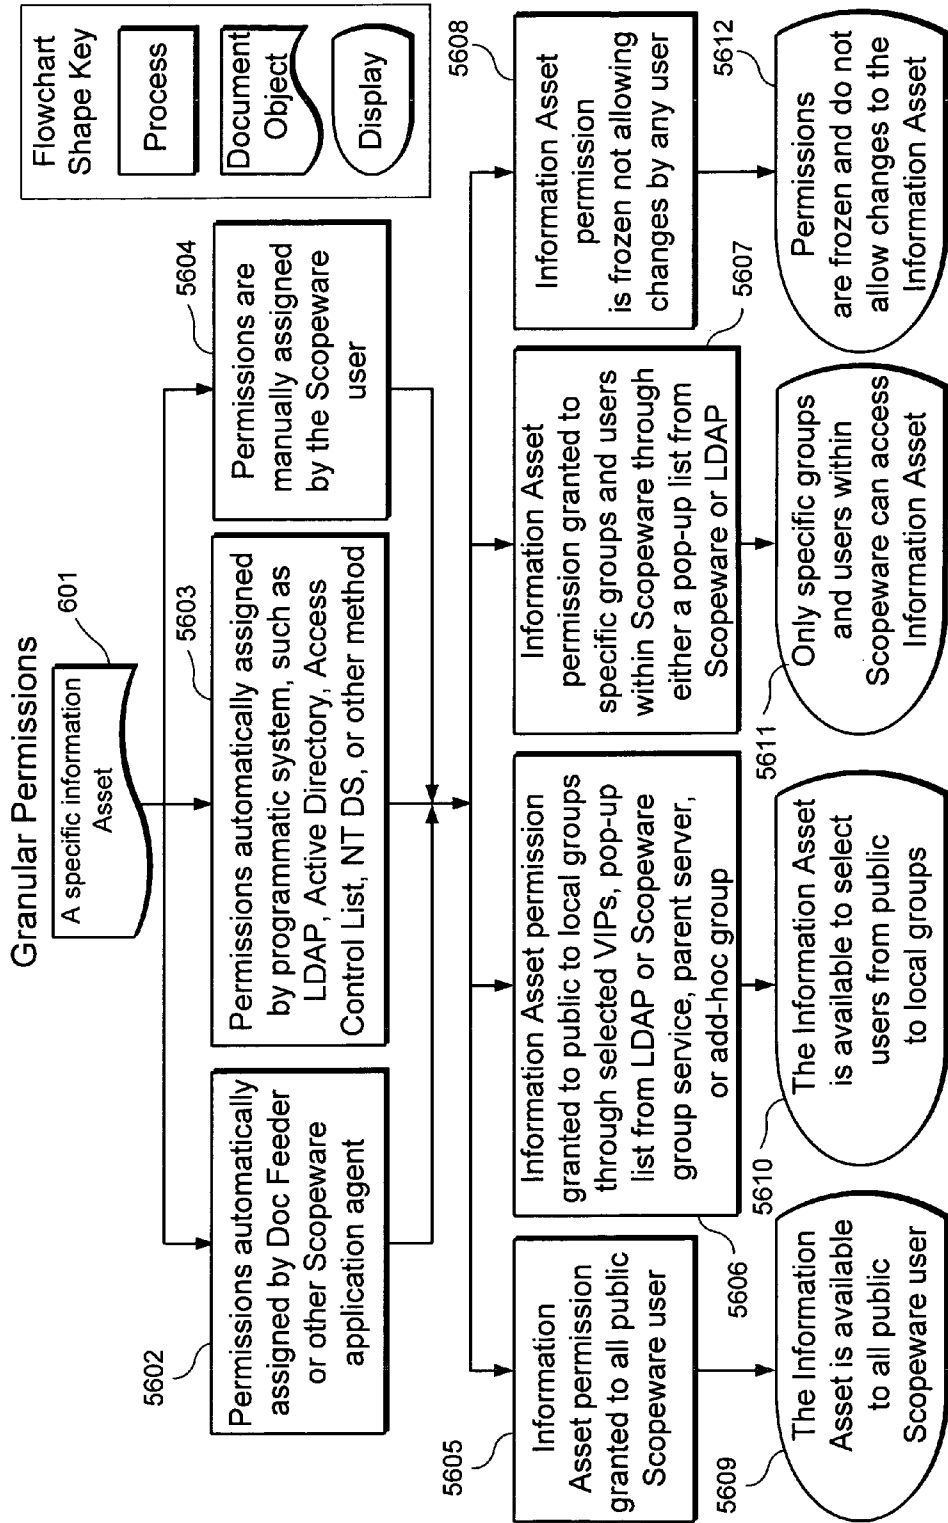 Granular Permissions
Flowchart
Shape Key
Process
Document
Object
Display
A specific information
Asset
601
Permissions automatically
assigned by Doc Feeder
or other Scopeware
application agent
5602
Permissions automatically assigned
by programmatic system, such as
LDAP, Active Directory, Access
Control List, NT DS, or other method
5603
Permissions are
manually assigned
by the Scopeware
user
5604
Information
Asset permission
granted to all public
Scopeware user
5605
Information Asset permission
granted to public to local groups
through selected VIPs, pop-up
list from LDAP or Scopeware
group service, parent server,
or add-hoc group
5606
Information Asset
permission granted to
specific groups and users
within Scopeware through
either a pop-up list from
Scopeware or LDAP
5607
Information Asset
permission
is frozen not allowing
changes by any user
5608
The Information
Asset is available
to all public
Scopeware user
5609
The Information Asset
is available to select
users from public
to local groups
5610
Only specific groups
and users within
Scopeware can access
Information Asset
5611
Permissions
are frozen and do not
allow changes to the
Information Asset
5612